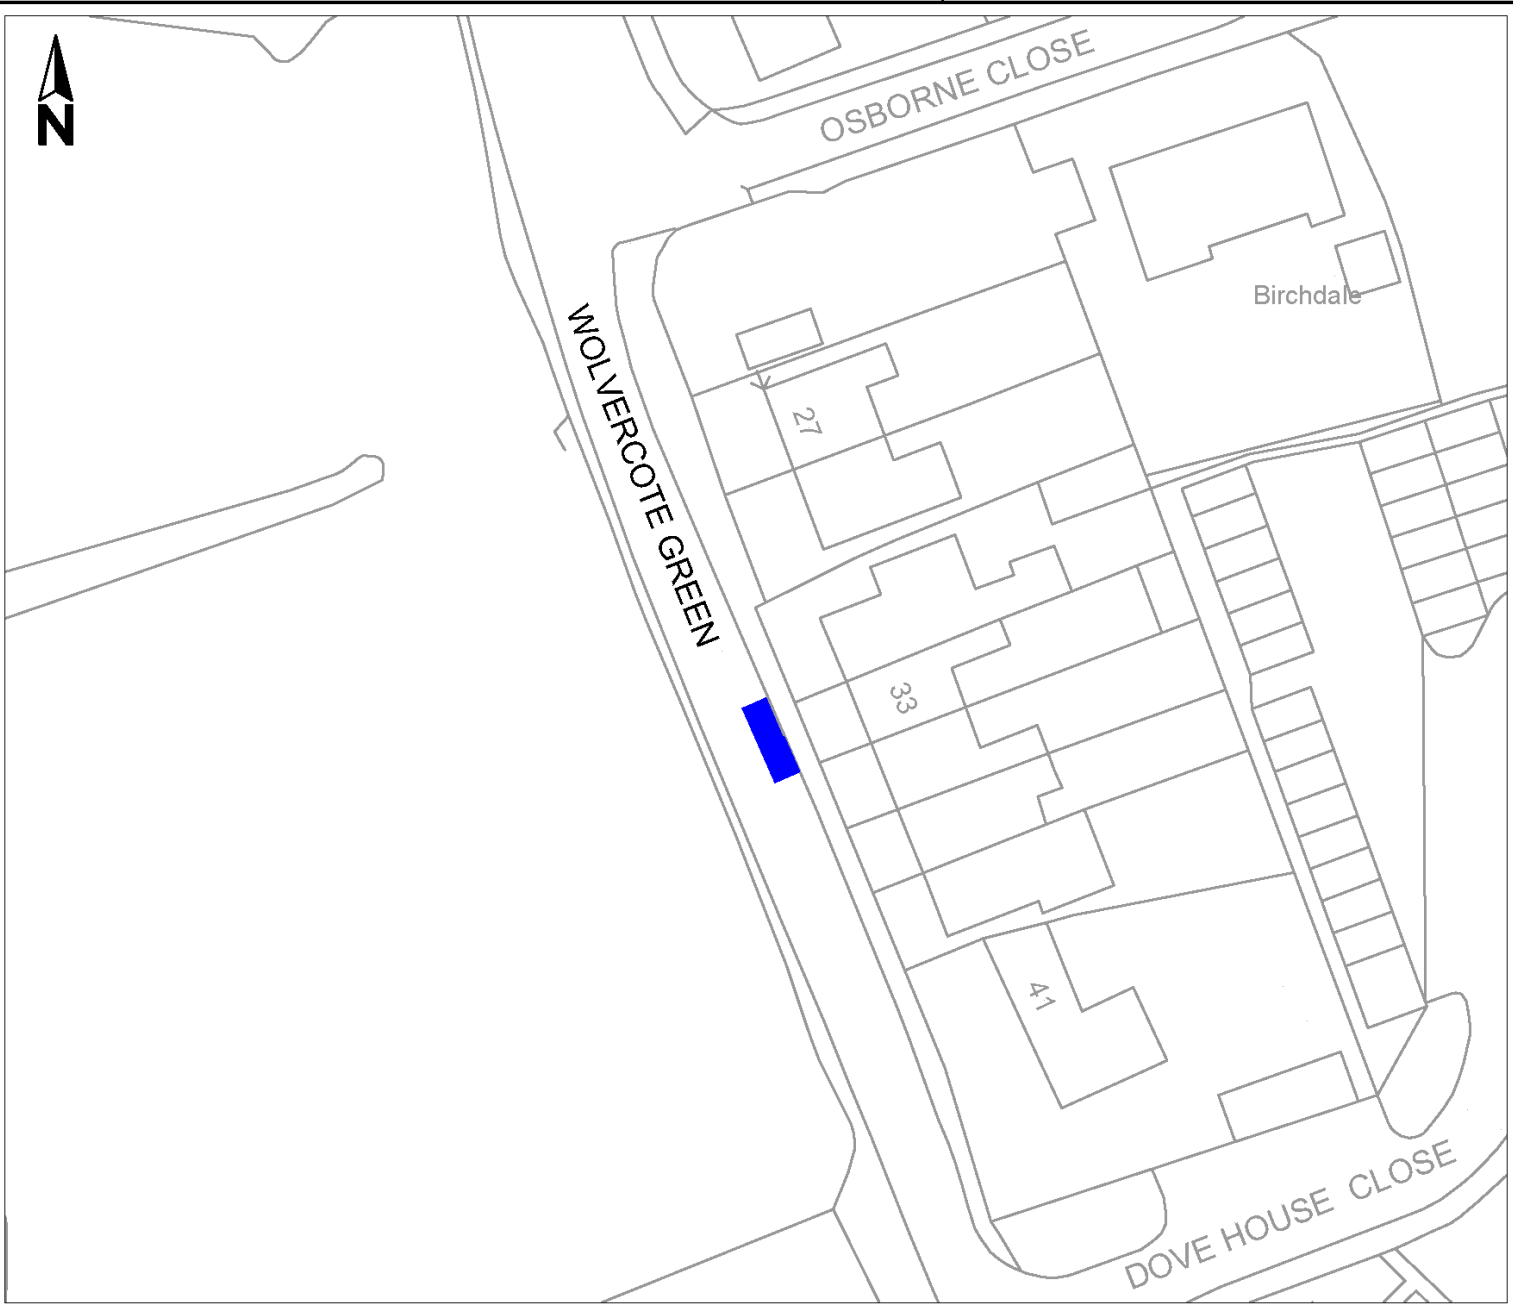 N
OSBORNE CLOSE
Birchdale
WOLVERCOTE GREEN
27
33
41
DOVE HOUSE CLOSE